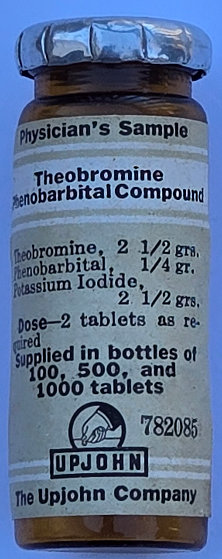 Physician's Sample
Theobromine
Phenobarbital Compound
Theobromine, 2 1/2 grs.
Phenobarbital, 1/4 gr.
Potassium Iodide,
2 1/2 grs.
Dose—2 tablets as re-
quired
Supplied in bottles of
100, 500, and
1000 tablets
782085
UPJOHN
The Upjohn Company